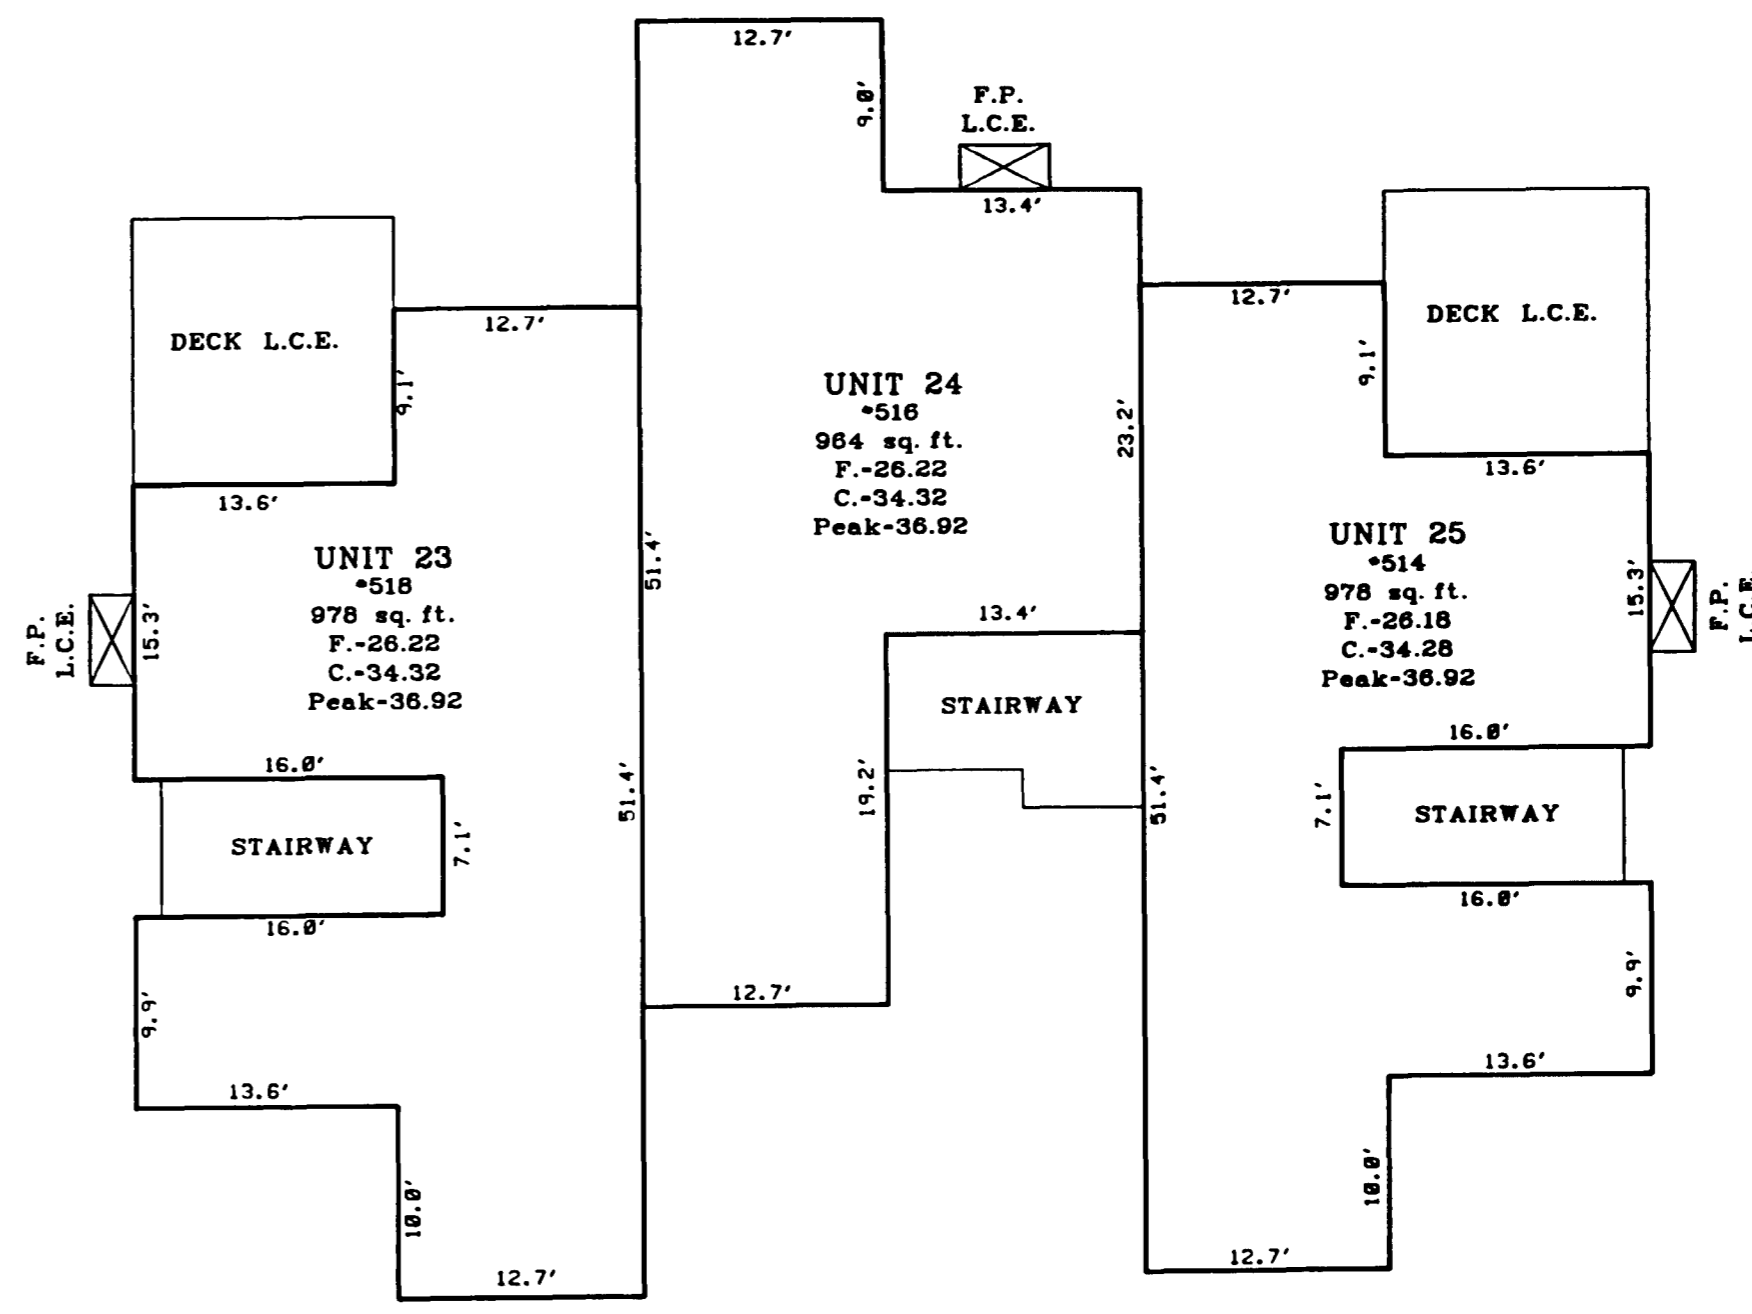 12.7'
9.0'
F.P.
L.C.E.
13.4'
12.7'
DECK L.C.E.
9.1'
13.6'
12.7'
DECK L.C.E.
9.1'
13.6'
UNIT 24
#516
964 sq. ft.
F.-26.22
C.-34.32
Peak-36.92
23.2'
51.4'
13.4'
UNIT 23
#518
978 sq. ft.
F.-26.22
C.-34.32
Peak-36.92
F.P.
L.C.E.
15.3'
16.0'
UNIT 25
#514
978 sq. ft.
F.-26.18
C.-34.28
Peak-36.92
15.3'
F.P.
L.C.E.
16.0'
STAIRWAY
7.1'
16.0'
51.4'
STAIRWAY
19.2'
51.4'
7.1'
STAIRWAY
16.0'
9.9'
13.6'
10.0'
12.7'
12.7'
9.9'
13.6'
10.0'
12.7'